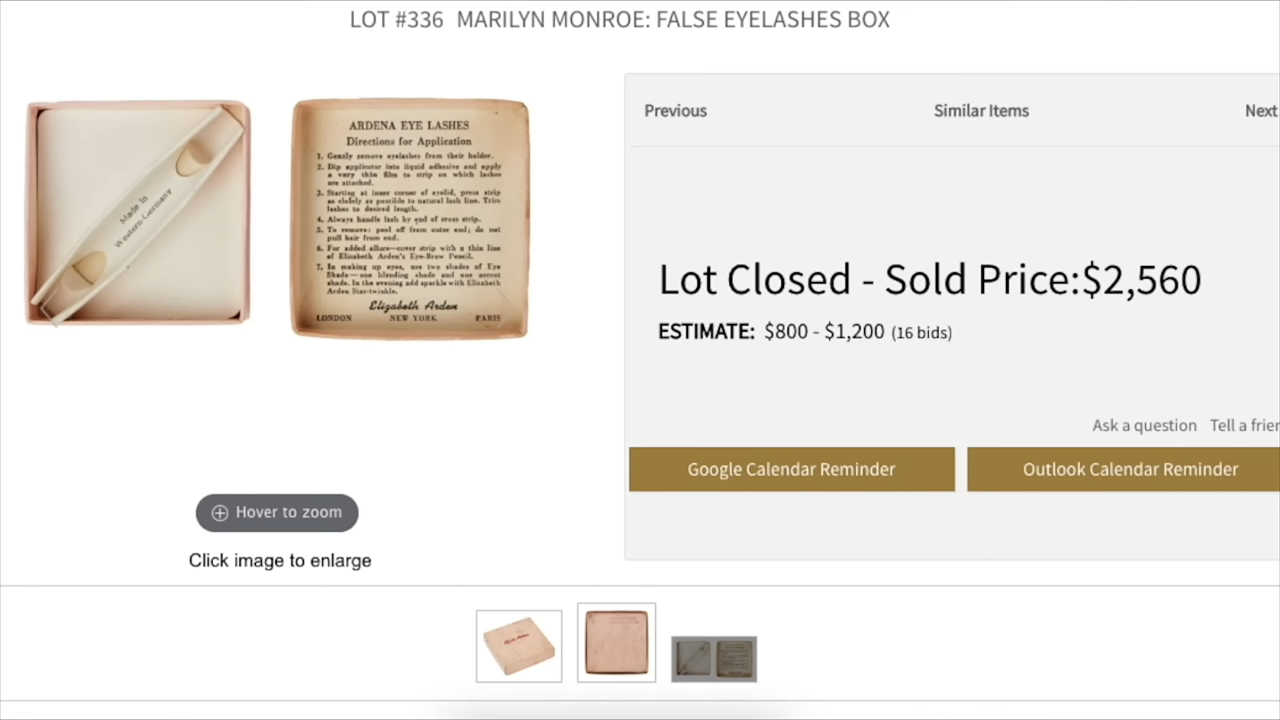 LOT #336 MARILYN MONROE: FALSE EYELASHES BOX
Made in
Western-Germany
ARDENA EYE LASHES
Directions for Application
1. Gently remove eyelashes from their holder.
2. Dip applicator into liquid adhesive and apply
a very thin film to strip on which lashes
are attached.
3. Starting at inner corner of eyelid, press strip
as closely as possible to natural lash line. Trim
lashes to desired length.
4. Always handle lash by end of cross strip.
5. To remove: peel off from outer end; do not
pull hair from end.
6. For added allure—cover strip with a thin line
of Elizabeth Arden's Eye-Brow Pencil.
7. In making up eyes, use two shades of Eye
Shado—one blending shade and one accent
shade. In the evening add sparkle with Elizabeth
Arden Star-twinkle.
Elizabeth Arden
LONDON NEW YORK PARIS
Previous Similar Items Next
Lot Closed - Sold Price:$2,560
ESTIMATE: $800 - $1,200 (16 bids)
Ask a question Tell a frien
Google Calendar Reminder Outlook Calendar Reminder
Hover to zoom
Click image to enlarge